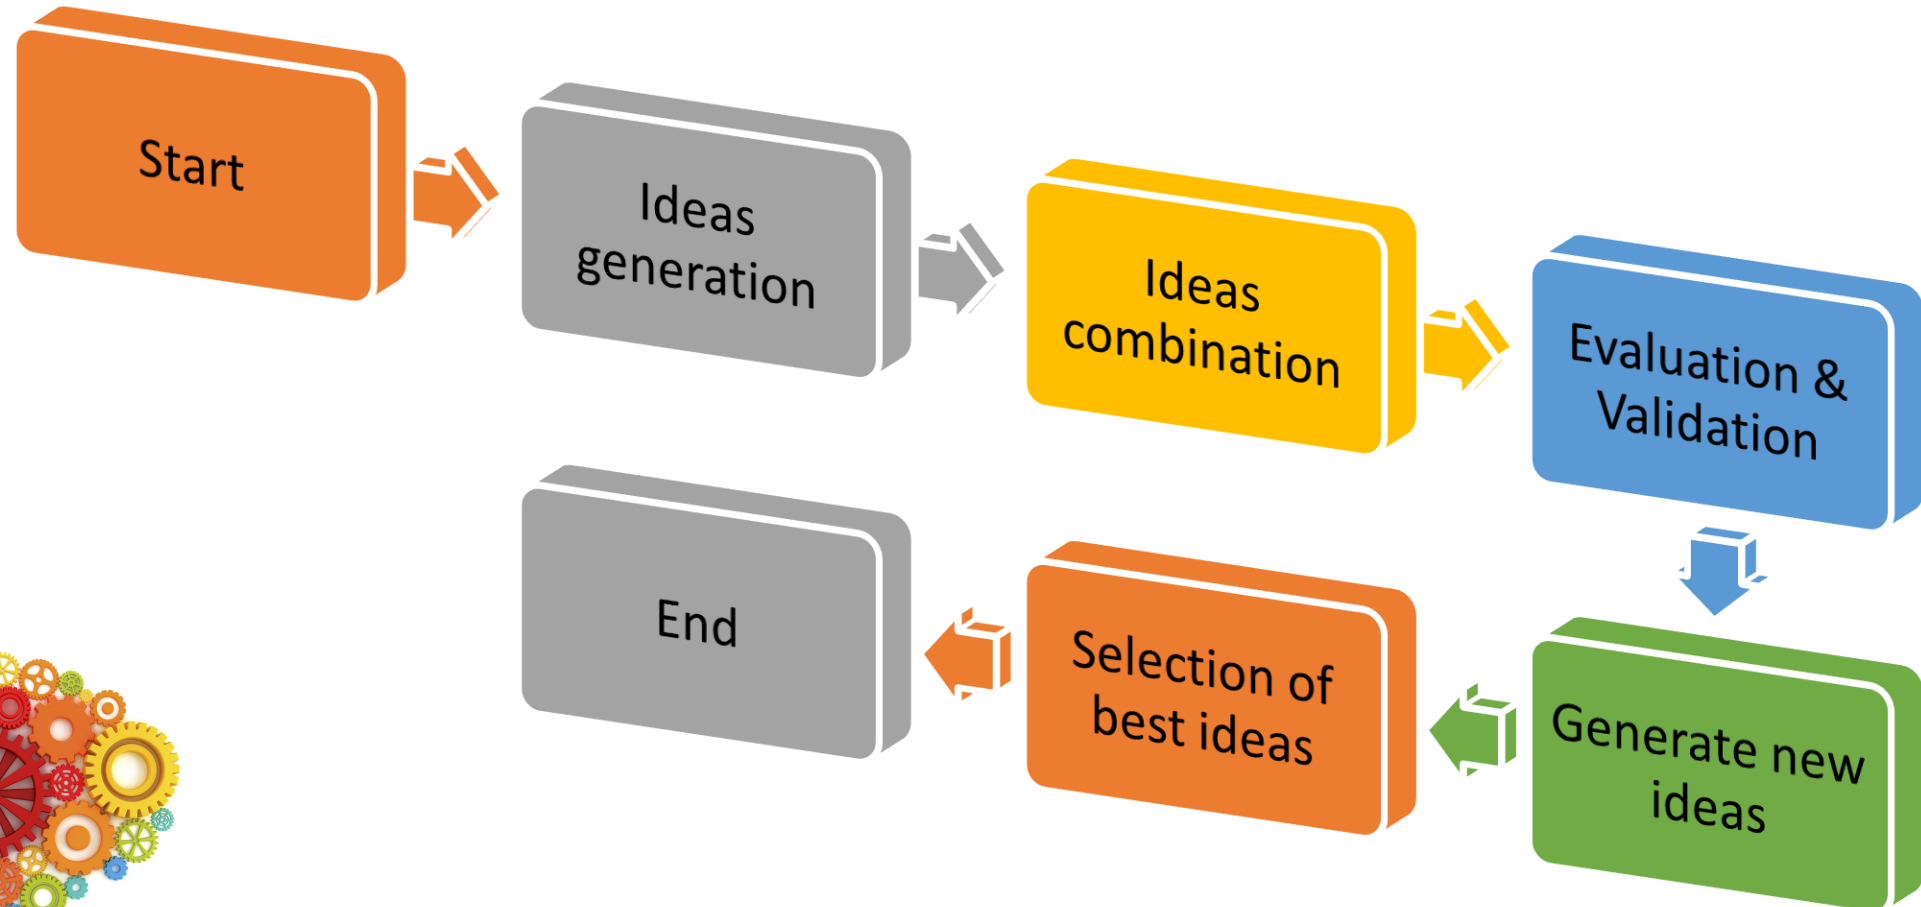 Start
Ideas
generation
Ideas
combination
Evaluation &
Validation
Generate new
ideas
Selection of
best ideas
End